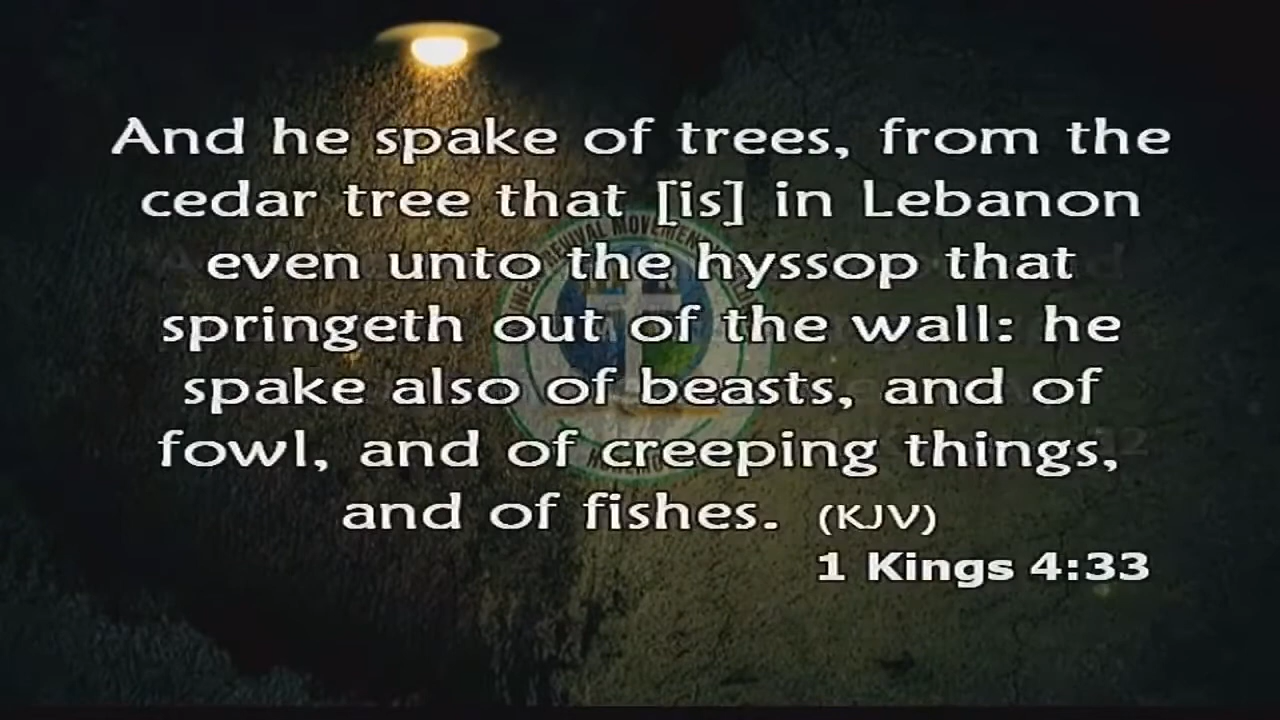 And he spake of trees, from the
cedar tree that [is] in Lebanon
even unto the hyssop that
springeth out of the wall: he
spake also of beasts, and of
fowl, and of creeping things,
and of fishes. (KJV)
1 Kings 4:33
REVIVAL MOVEMENT